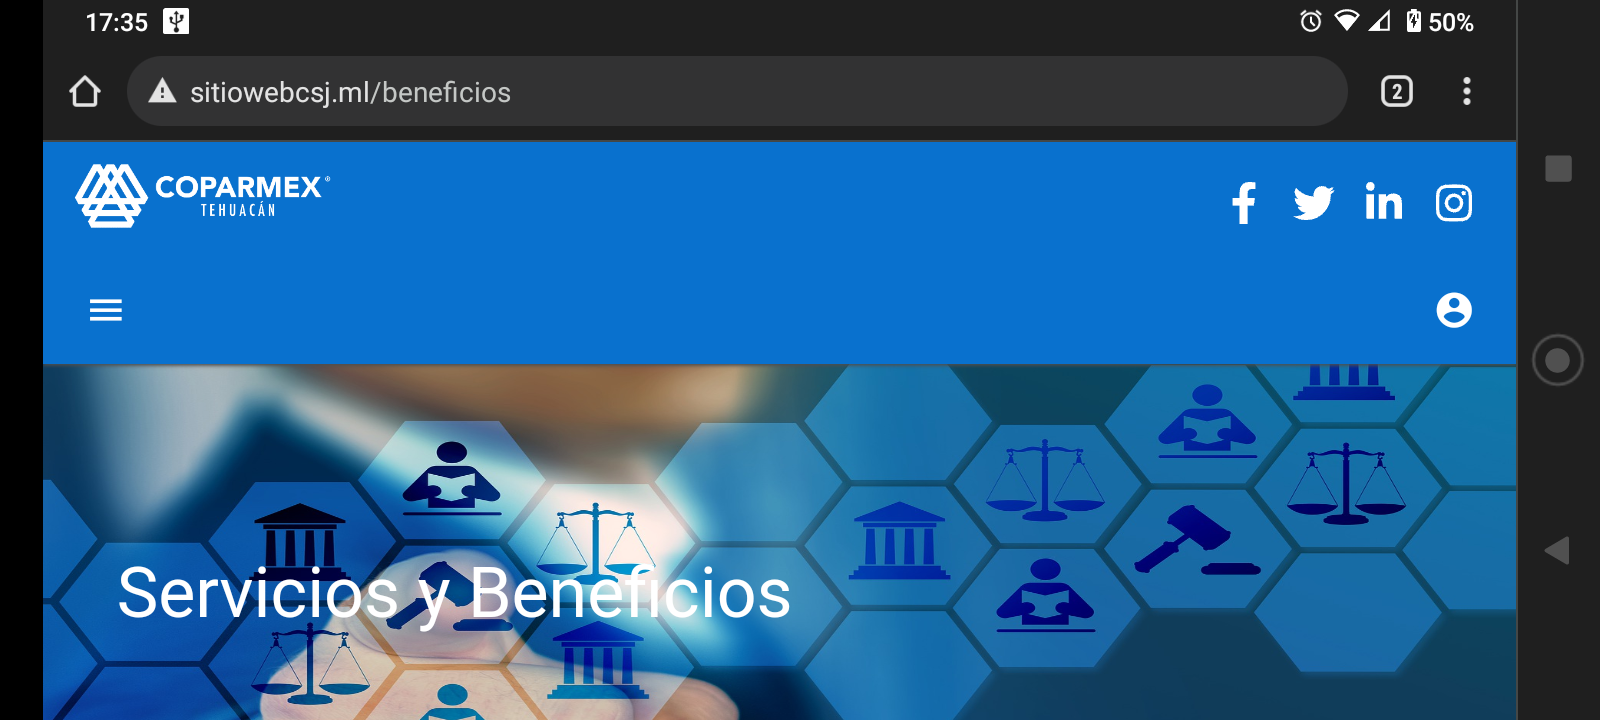 17:35
50%
sitiowebcsj.ml/beneficios
2
COPARMEX®
TEHUACÁN
Servicios y Beneficios